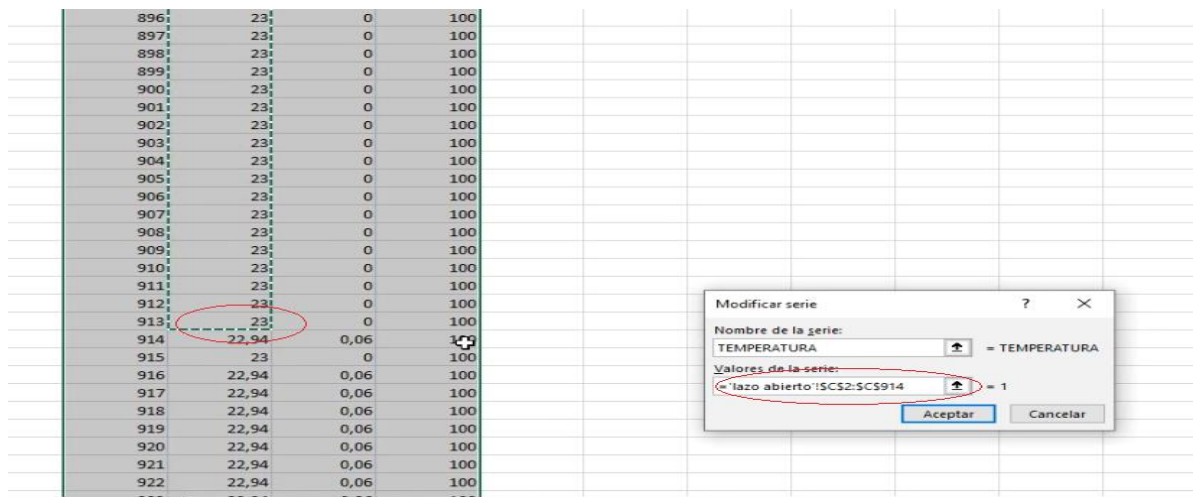 896 23 0 100
897 23 0 100
898 23 0 100
899 23 0 100
900 23 0 100
901 23 0 100
902 23 0 100
903 23 0 100
904 23 0 100
905 23 0 100
906 23 0 100
907 23 0 100
908 23 0 100
909 23 0 100
910 23 0 100
911 23 0 100
912 23 0 100
913 23 0 100
914 22,94 0,06
915 23 0 100
916 22,94 0,06 100
917 22,94 0,06 100
918 22,94 0,06 100
919 22,94 0,06 100
920 22,94 0,06 100
921 22,94 0,06 100
922 22,94 0,06 100
Modificar serie ? ×
Nombre de la serie:
TEMPERATURA = TEMPERATURA
Valores de la serie:
='lazo abierto'!$C$2:$C$914 = 1
Aceptar Cancelar